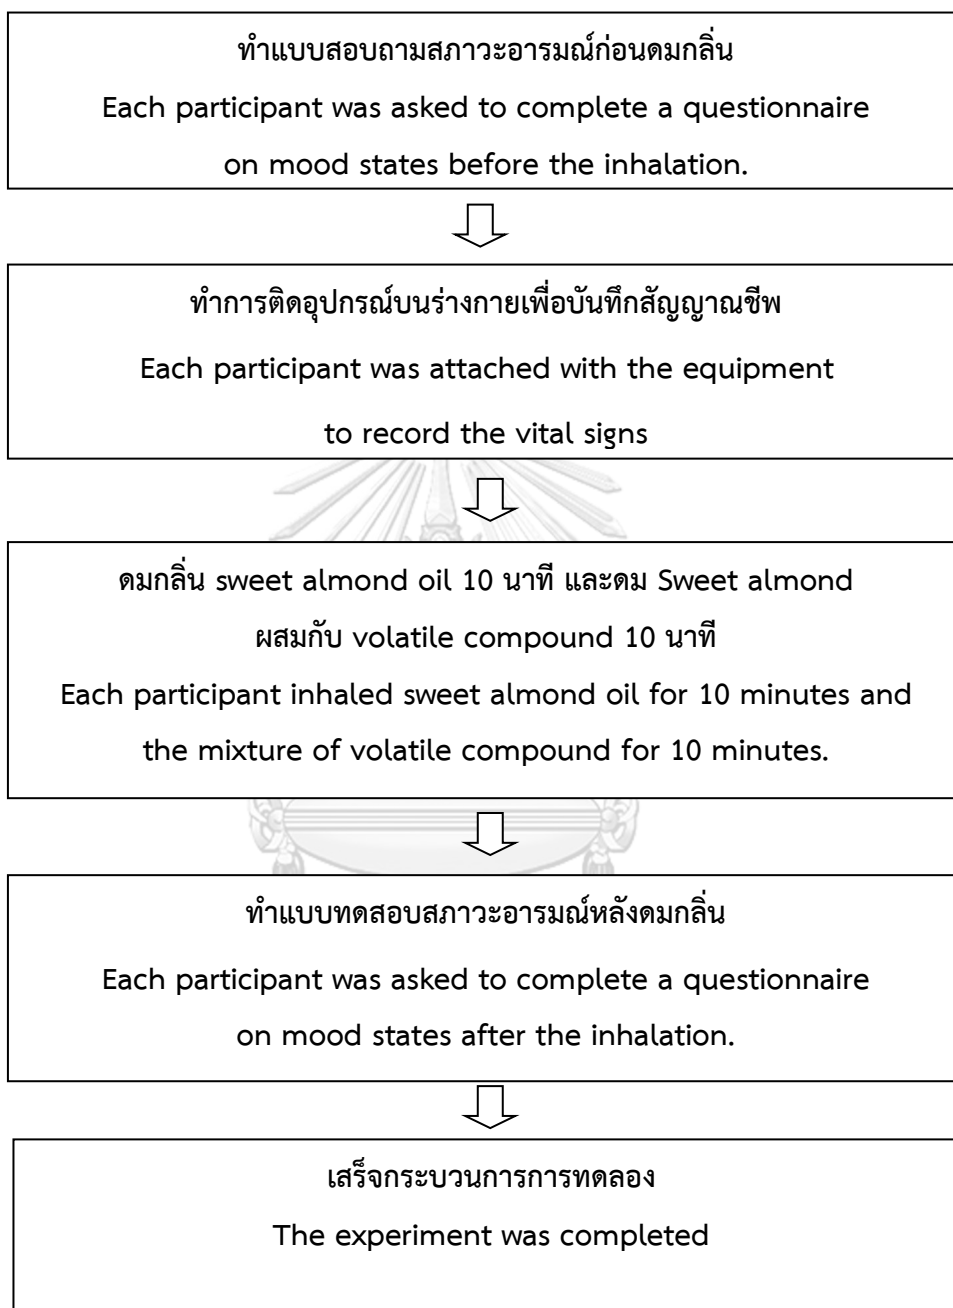 ทำแบบสอบถามสภาวะอารมณ์ก่อนดมกลิ่น
Each participant was asked to complete a questionnaire
on mood states before the inhalation.
ทำการติดอุปกรณ์บนร่างกายเพื่อบันทึกสัญญาณชีพ
Each participant was attached with the equipment
to record the vital signs
ดมกลิ่น sweet almond oil 10 นาที และดม Sweet almond
ผสมกับ volatile compound 10 นาที
Each participant inhaled sweet almond oil for 10 minutes and
the mixture of volatile compound for 10 minutes.
ทำแบบทดสอบสภาวะอารมณ์หลังดมกลิ่น
Each participant was asked to complete a questionnaire
on mood states after the inhalation.
เสร็จกระบวนการการทดลอง
The experiment was completed